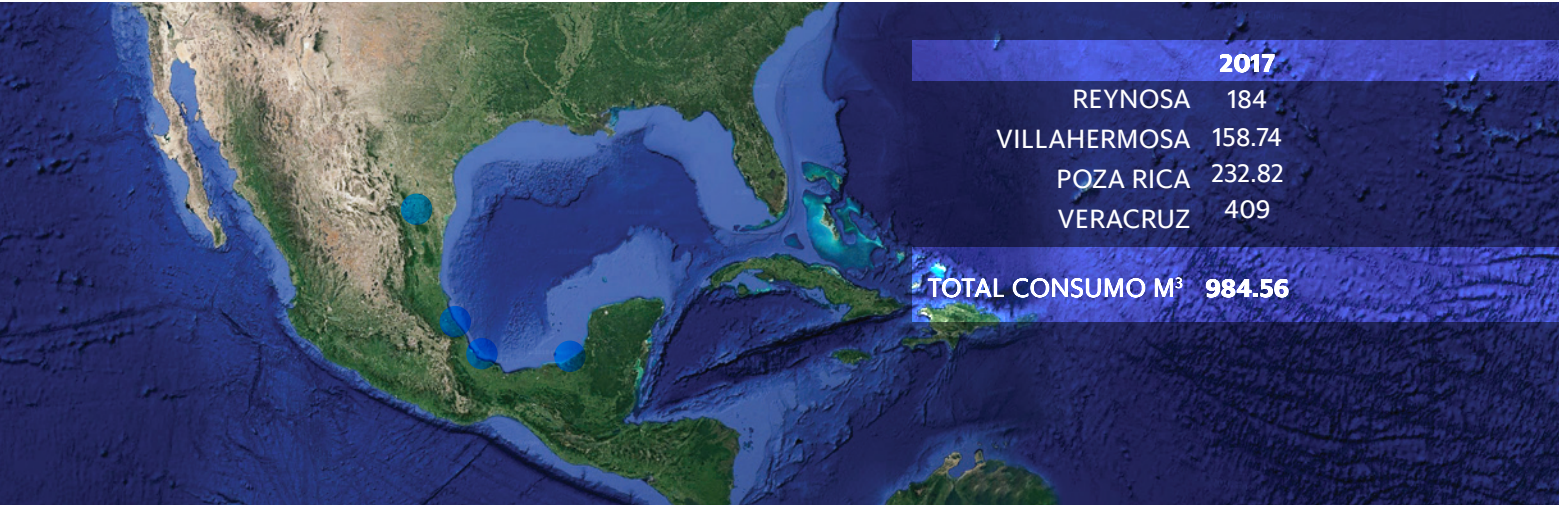 2017
REYNOSA 184
VILLAHERMOSA 158.74
POZA RICA 232.82
VERACRUZ 409
TOTAL CONSUMO M³ 984.56